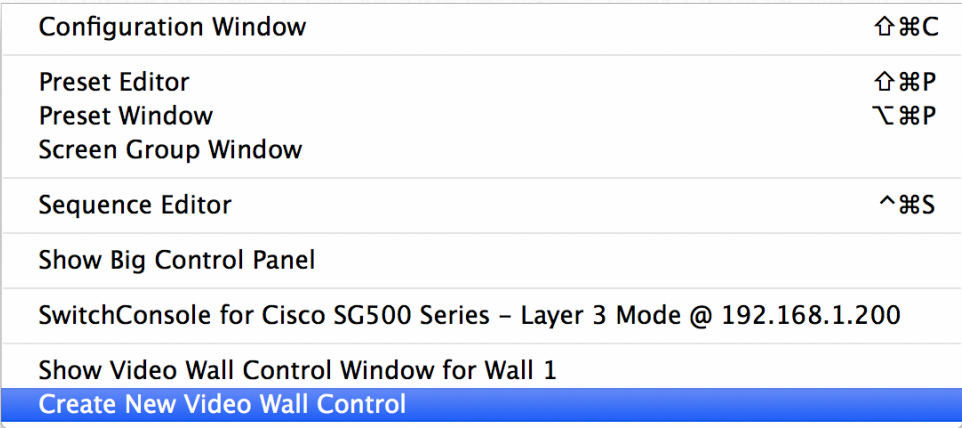 Configuration Window ⇧⌘C
Preset Editor ⇧⌘P
Preset Window ⌥⌘P
Screen Group Window
Sequence Editor ^⌘S
Show Big Control Panel
SwitchConsole for Cisco SG500 Series – Layer 3 Mode @ 192.168.1.200
Show Video Wall Control Window for Wall 1
Create New Video Wall Control